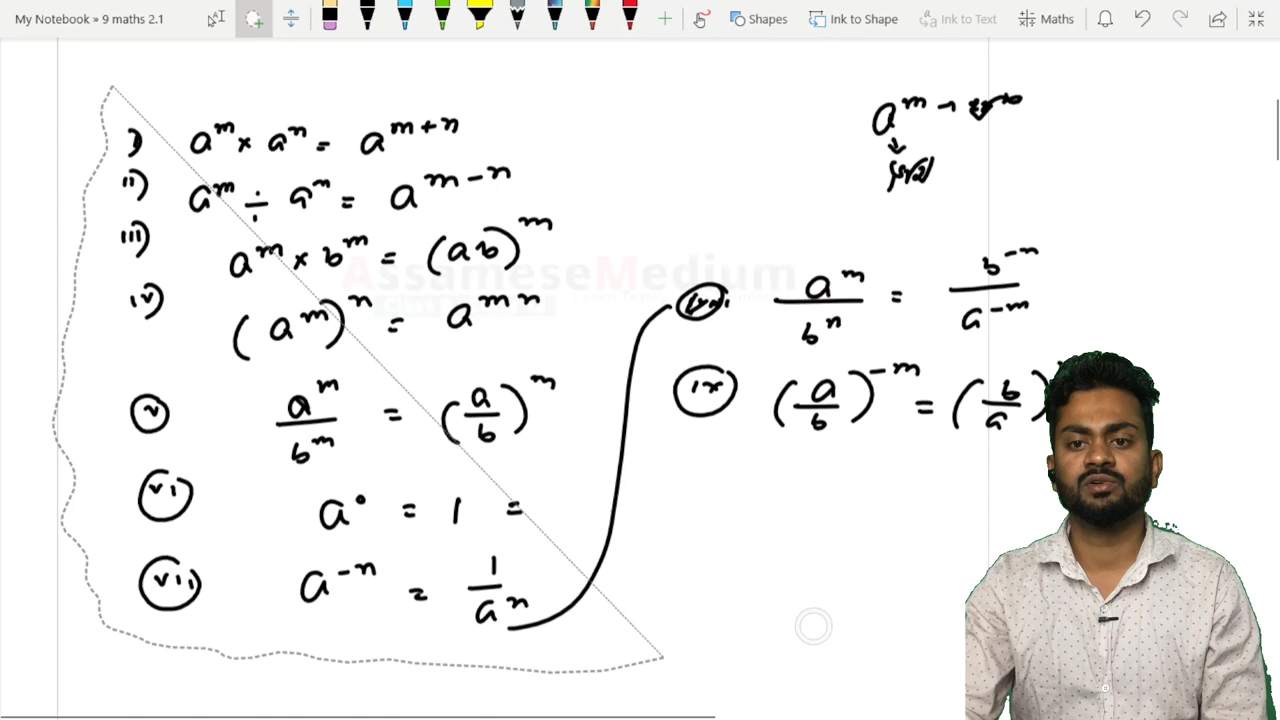 My Notebook » 9 maths 2.1
Shapes
Ink to Shape
Ink to Text
Maths
i) a^m × a^n = a^{m+n}
ii) a^m ÷ a^n = a^{m-n}
iii) a^m × b^m = (ab)^m
iv) (a^m)^n = a^{mn}
v) a^m/b^m = (a/b)^m
vi) a^0 = 1 =
vii) a^{-n} = 1/a^n
AssameseMedium
a^m →
a^m/b^n = b^{-m}/a^{-m}
ix) (a/b)^{-m} = (b/a)